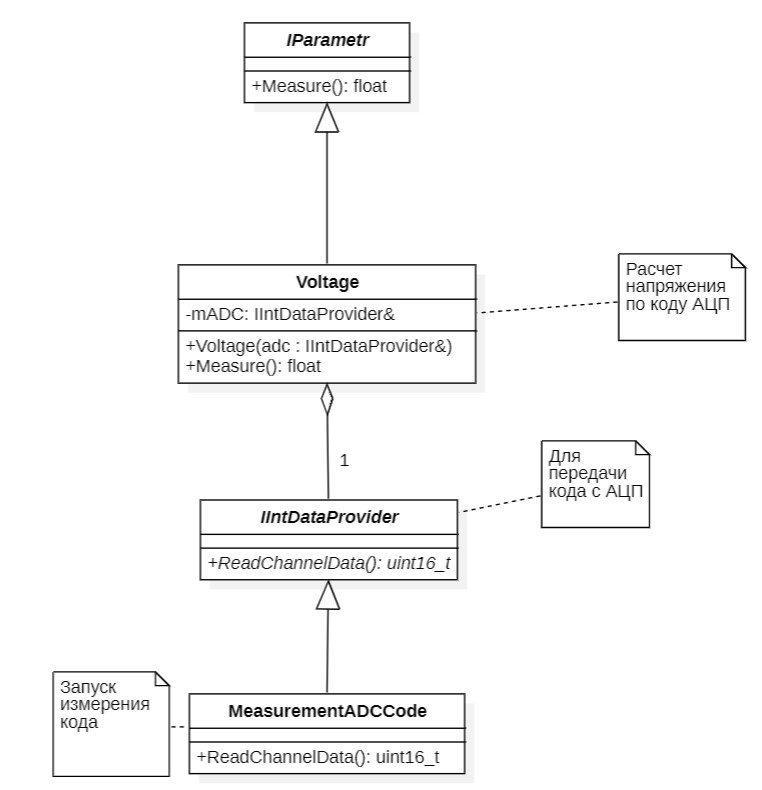 IParametr
+Measure(): float
Voltage
-mADC: IIntDataProvider&
+Voltage(adc : IIntDataProvider&)
+Measure(): float
Расчет
напряжения
по коду АЦП
1
Для
передачи
кода с АЦП
IIntDataProvider
+ReadChannelData(): uint16_t
Запуск
измерения
кода
MeasurementADCCode
+ReadChannelData(): uint16_t